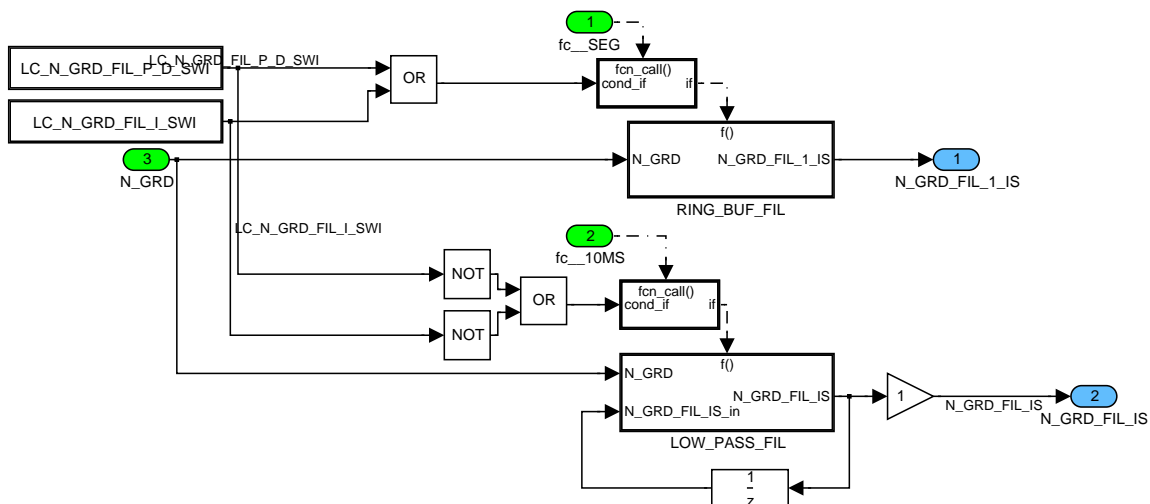 1
fc__SEG
LC_N_GRD_FIL_P_D_SWI
LC_N_GRD_FIL_P_D_SWI
OR
fcn_call()
cond_if
if
LC_N_GRD_FIL_I_SWI
f()
3
N_GRD
N_GRD
N_GRD_FIL_1_IS
1
N_GRD_FIL_1_IS
RING_BUF_FIL
LC_N_GRD_FIL_I_SWI
2
fc__10MS
NOT
OR
fcn_call()
cond_if
if
NOT
f()
N_GRD
N_GRD_FIL_IS
N_GRD_FIL_IS_in
1
N_GRD_FIL_IS
2
N_GRD_FIL_IS
LOW_PASS_FIL
1
z